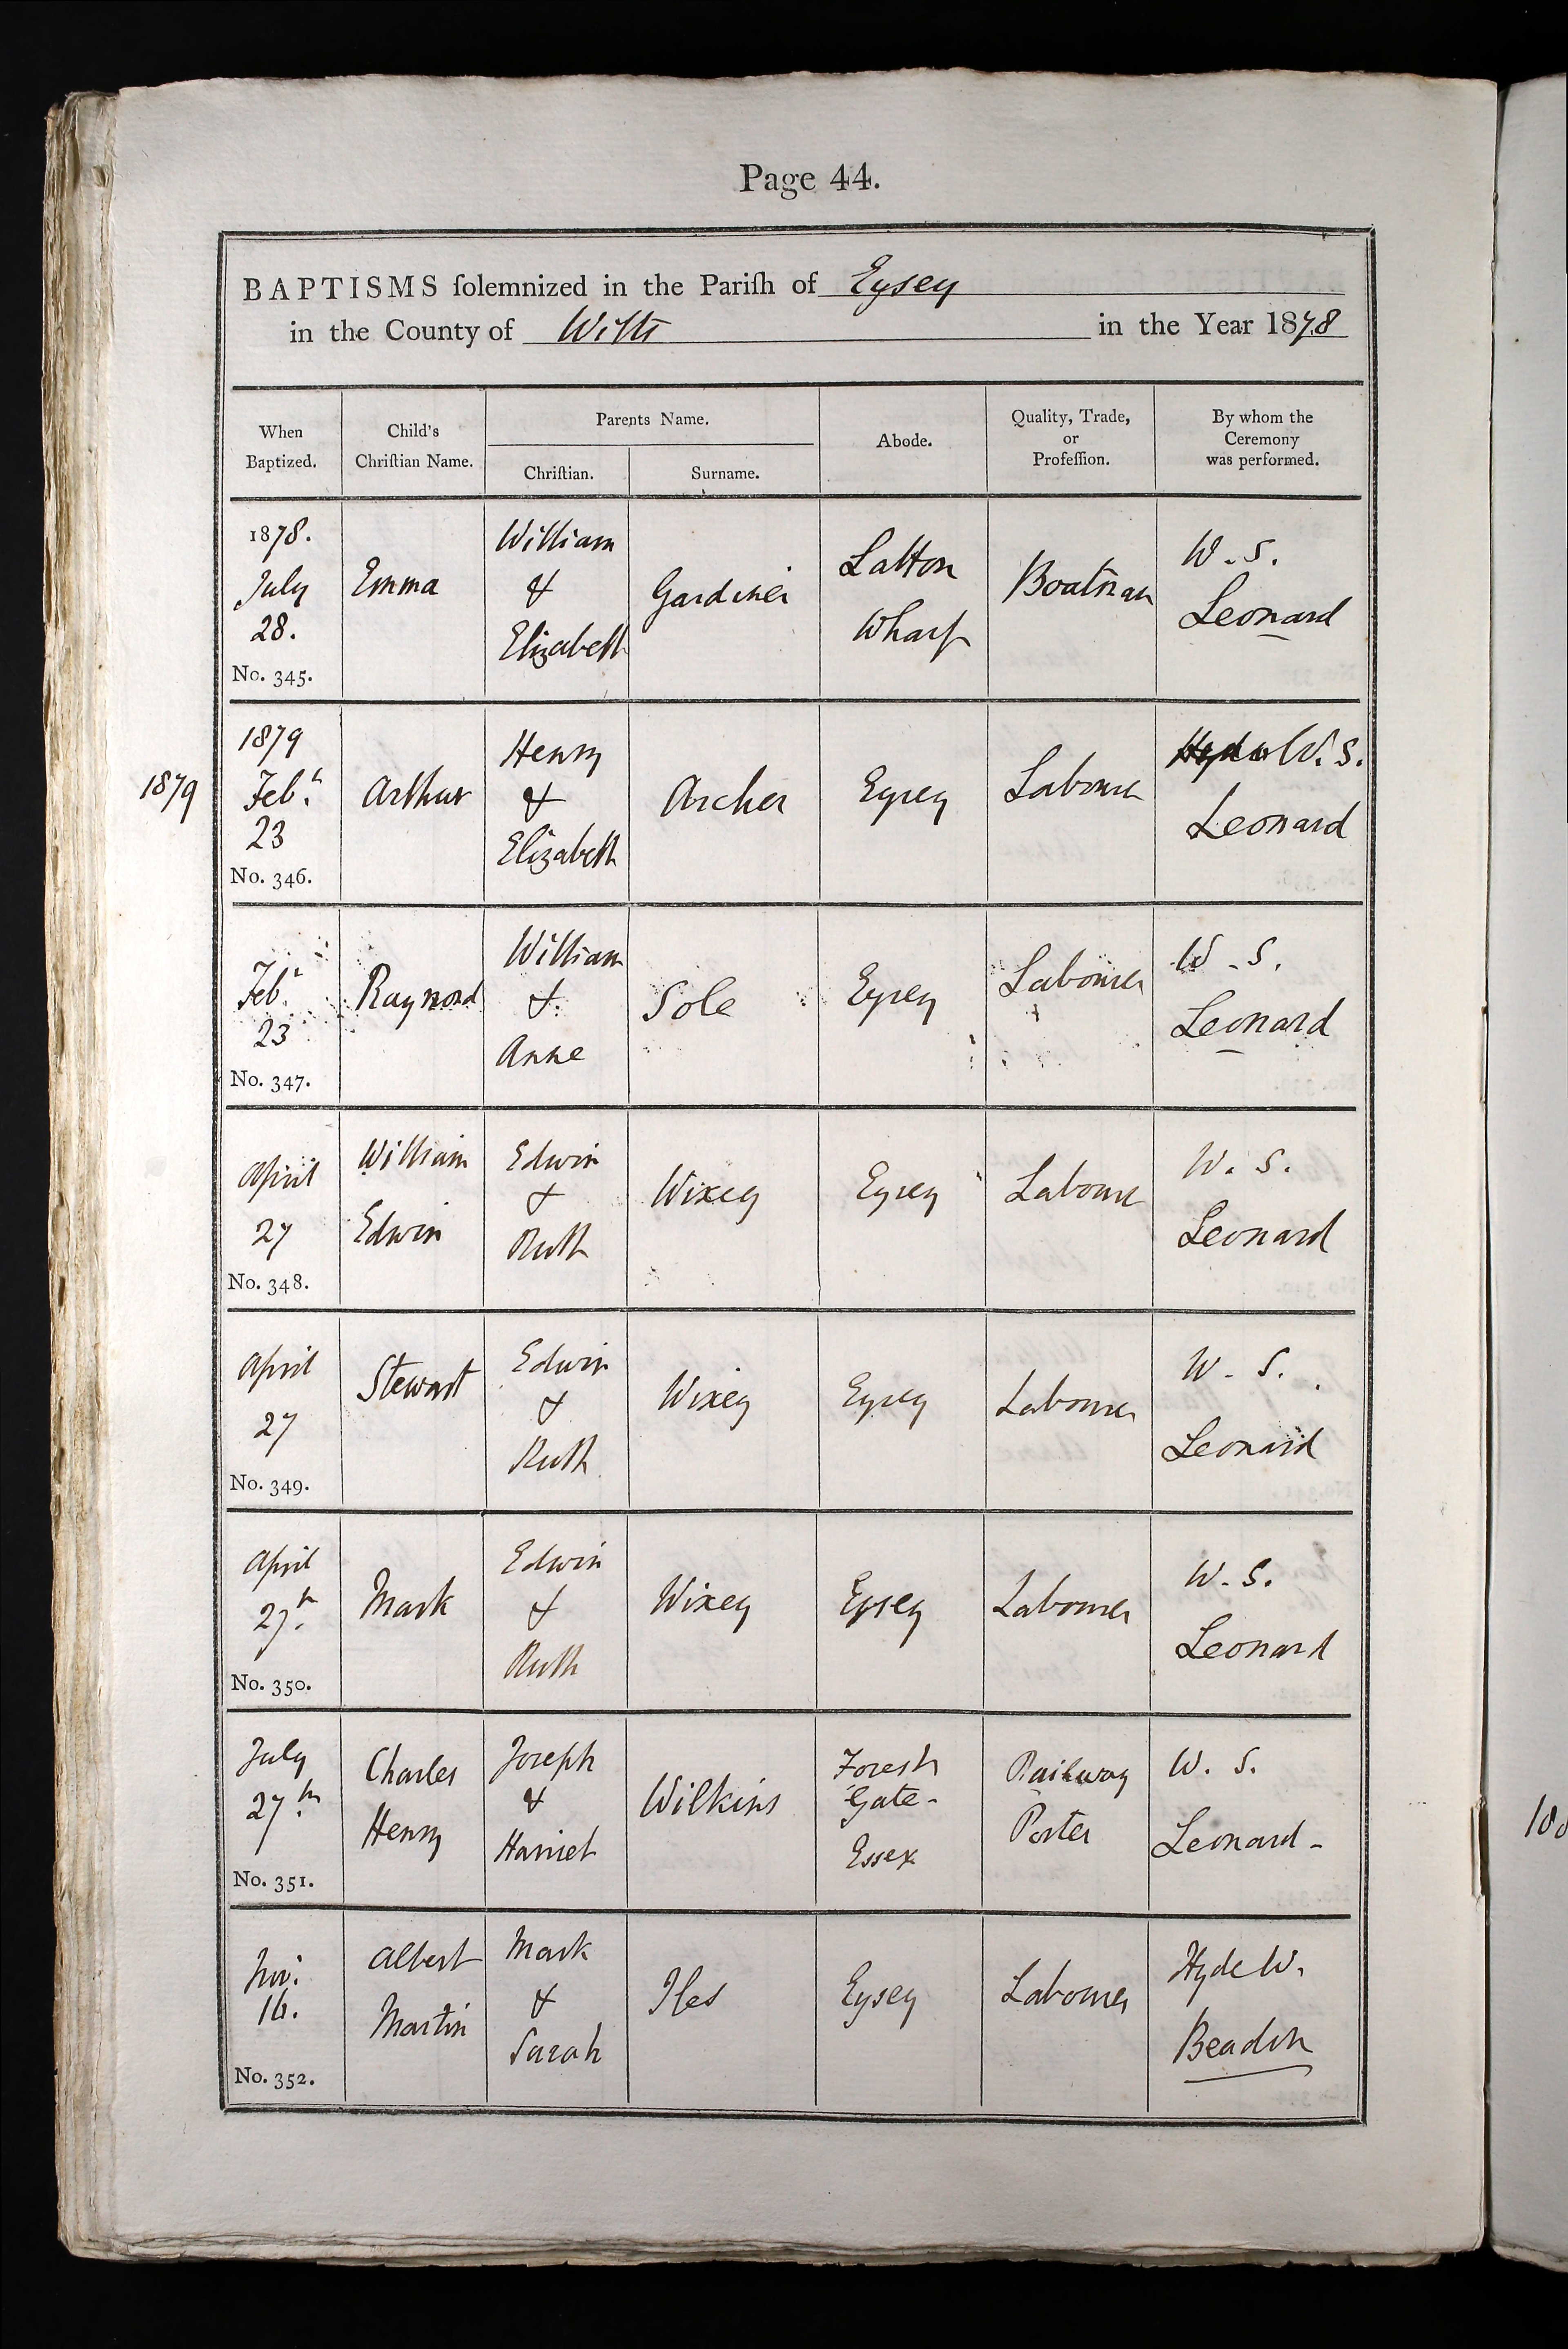 Page 44.
BAPTISMS ſolemnized in the Pariſh of Eysey
in the County of Wilts in the Year 1878
When
Baptized.
Child's
Chriſtian Name.
Parents Name.
Chriſtian.
Surname.
Abode.
Quality, Trade,
or
Profeſſion.
By whom the
Ceremony
was performed.
1878.
July
28.
No. 345.
Emma
William
&
Elizabeth
Gardiner
Latton
Wharf
Boatman
W. S.
Leonard
1879
1879
Feb.
23
No. 346.
Arthur
Henry
&
Elizabeth
Archer
Eysey
Labourer
W. S.
Leonard
Feb.
23
No. 347.
Raymond
William
&
Anne
Sole
Eysey
Labourer
W. S.
Leonard
April
27
No. 348.
William
Edwin
Edwin
&
Ruth
Wixey
Eysey
Labourer
W. S.
Leonard
April
27
No. 349.
Stewart
Edwin
&
Ruth
Wixey
Eysey
Labourer
W. S.
Leonard
April
27th
No. 350.
Mark
Edwin
&
Ruth
Wixey
Eysey
Labourer
W. S.
Leonard
July
27th
No. 351.
Charles
Henry
Joseph
&
Harriet
Wilkins
Forest
Gate-
Essex
Railway
Porter
W. S.
Leonard-
Nov.
16.
No. 352.
Albert
Martin
Mark
&
Sarah
Iles
Eysey
Labourer
Hyde W.
Beadon